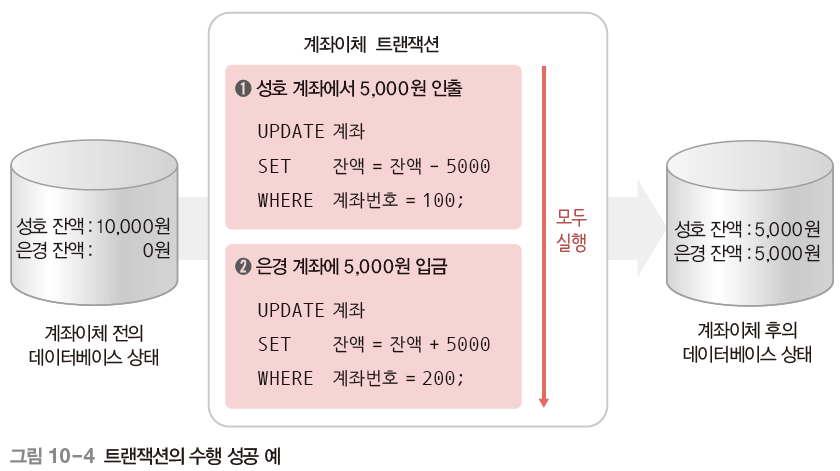 계좌이체 트랜잭션
❶ 성호 계좌에서 5,000원 인출
UPDATE 계좌
SET 잔액 = 잔액 - 5000
WHERE 계좌번호 = 100;
❷ 은경 계좌에 5,000원 입금
UPDATE 계좌
SET 잔액 = 잔액 + 5000
WHERE 계좌번호 = 200;
모두
실행
성호 잔액 : 10,000원
은경 잔액 : 0원
계좌이체 전의
데이터베이스 상태
성호 잔액 : 5,000원
은경 잔액 : 5,000원
계좌이체 후의
데이터베이스 상태
그림 10-4 트랜잭션의 수행 성공 예